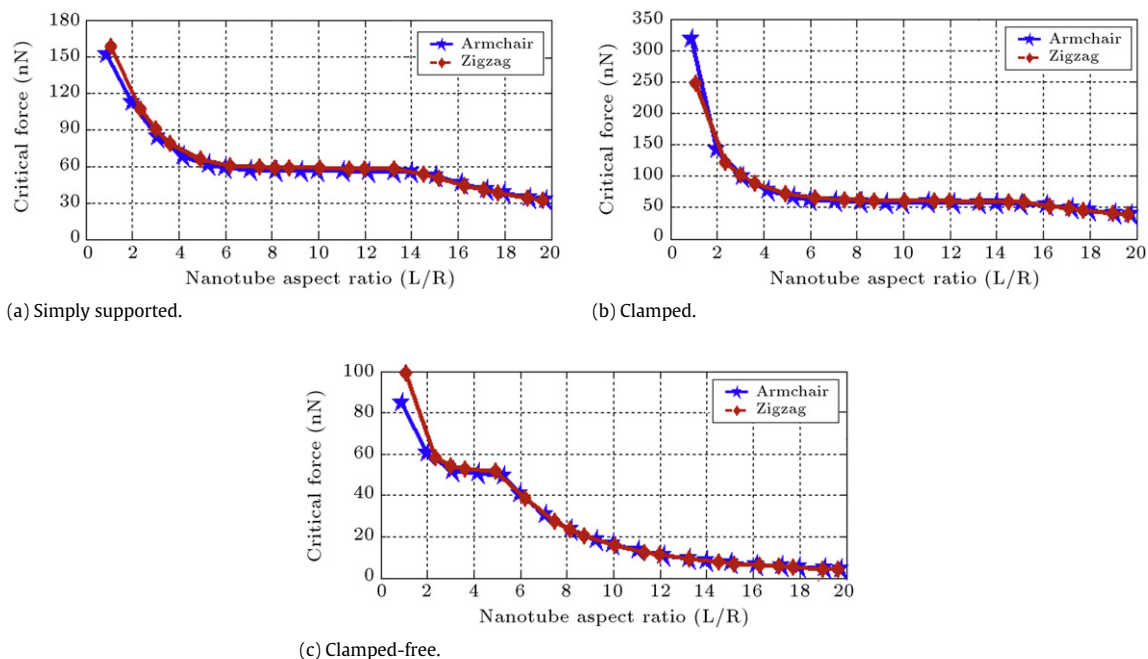 180
150
120
90
60
30
0
Critical force (nN)
Armchair
Zigzag
0 2 4 6 8 10 12 14 16 18 20
Nanotube aspect ratio (L/R)
(a) Simply supported.
350
300
250
200
150
100
50
0
Critical force (nN)
Armchair
Zigzag
0 2 4 6 8 10 12 14 16 18 20
Nanotube aspect ratio (L/R)
(b) Clamped.
100
80
60
40
20
0
Critical force (nN)
Armchair
Zigzag
0 2 4 6 8 10 12 14 16 18 20
Nanotube aspect ratio (L/R)
(c) Clamped-free.